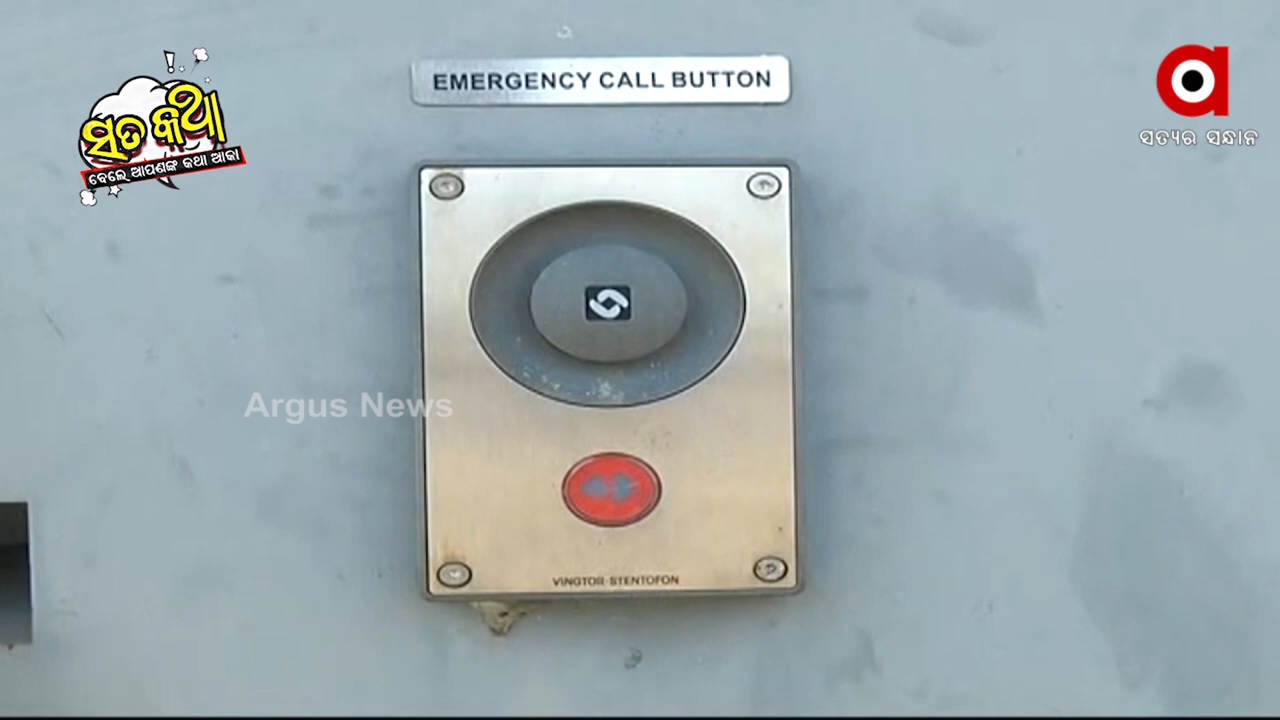 ସତ କଥା
ବେଲେ ଆପଣଙ୍କ କଥା ଆକା
EMERGENCY CALL BUTTON
ସତ୍ୟର ସନ୍ଧାନ
Argus News
VINGTOR-STENTOFON